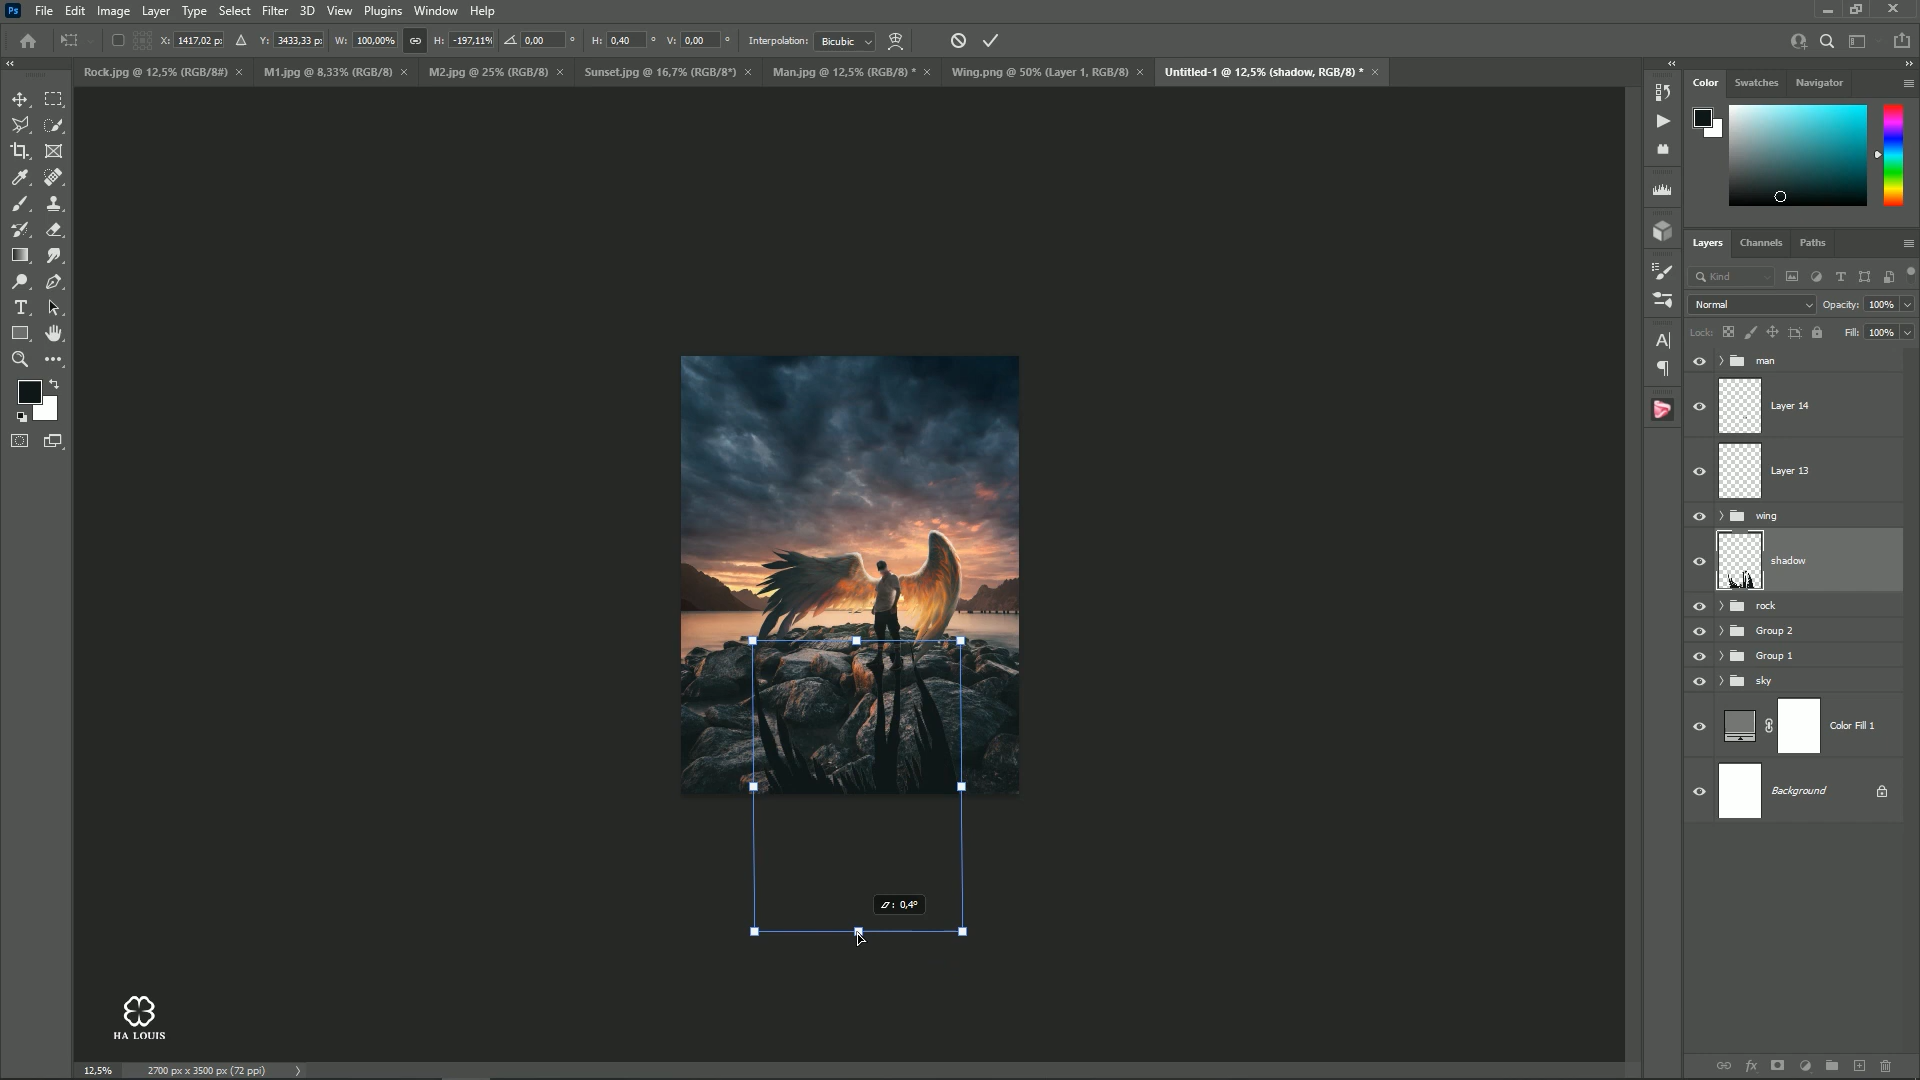 Ps File Edit Image Layer Type Select Filter 3D View Plugins Window Help
X: 1417,02 p Y: 3433,33 p W: 100,00% H: -197,11% 0,00 ° H: 0,40 ° V: 0,00 ° Interpolation: Bicubic
Rock.jpg @ 12,5% (RGB/8#) × M1.jpg @ 8,33% (RGB/8) × M2.jpg @ 25% (RGB/8) × Sunset.jpg @ 16,7% (RGB/8*) × Man.jpg @ 12,5% (RGB/8) * × Wing.png @ 50% (Layer 1, RGB/8) × Untitled-1 @ 12,5% (shadow, RGB/8) * ×
Color Swatches Navigator
Layers Channels Paths
Kind
Normal Opacity: 100%
Lock: Fill: 100%
man
Layer 14
Layer 13
wing
shadow
rock
Group 2
Group 1
sky
Color Fill 1
Background
: 0,4°
HA LOUIS
12,5% 2700 px x 3500 px (72 ppi)